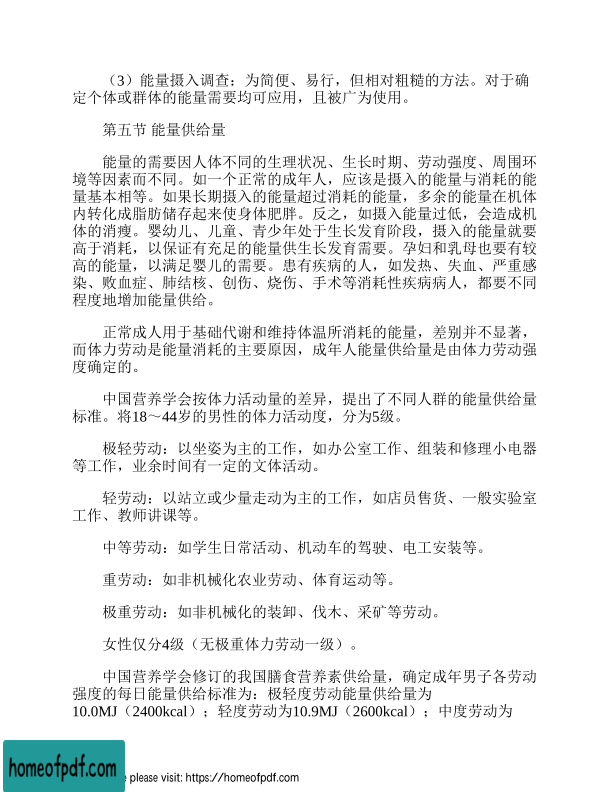 （3）能量摄入调查：为简便、易行，但相对粗糙的方法。对于确
定个体或群体的能量需要均可应用，且被广为使用。
第五节 能量供给量
能量的需要因人体不同的生理状况、生长时期、劳动强度、周围环
境等因素而不同。如一个正常的成年人，应该是摄入的能量与消耗的能
量基本相等。如果长期摄入的能量超过消耗的能量，多余的能量在机体
内转化成脂肪储存起来使身体肥胖。反之，如摄入能量过低，会造成机
体的消瘦。婴幼儿、儿童、青少年处于生长发育阶段，摄入的能量就要
高于消耗，以保证有充足的能量供生长发育需要。孕妇和乳母也要有较
高的能量，以满足婴儿的需要。患有疾病的人，如发热、失血、严重感
染、败血症、肺结核、创伤、烧伤、手术等消耗性疾病病人，都要不同
程度地增加能量供给。
正常成人用于基础代谢和维持体温所消耗的能量，差别并不显著，
而体力劳动是能量消耗的主要原因，成年人能量供给量是由体力劳动强
度确定的。
中国营养学会按体力活动量的差异，提出了不同人群的能量供给量
标准。将18～44岁的男性的体力活动度，分为5级。
极轻劳动：以坐姿为主的工作，如办公室工作、组装和修理小电器
等工作，业余时间有一定的文体活动。
轻劳动：以站立或少量走动为主的工作，如店员售货、一般实验室
工作、教师讲课等。
中等劳动：如学生日常活动、机动车的驾驶、电工安装等。
重劳动：如非机械化农业劳动、体育运动等。
极重劳动：如非机械化的装卸、伐木、采矿等劳动。
女性仅分4级（无极重体力劳动一级）。
中国营养学会修订的我国膳食营养素供给量，确定成年男子各劳动
强度的每日能量供给标准为：极轻度劳动能量供给量为
10.0MJ（2400kcal）；轻度劳动为10.9MJ（2600kcal）；中度劳动为
homeofpdf.com
please visit: https://homeofpdf.com